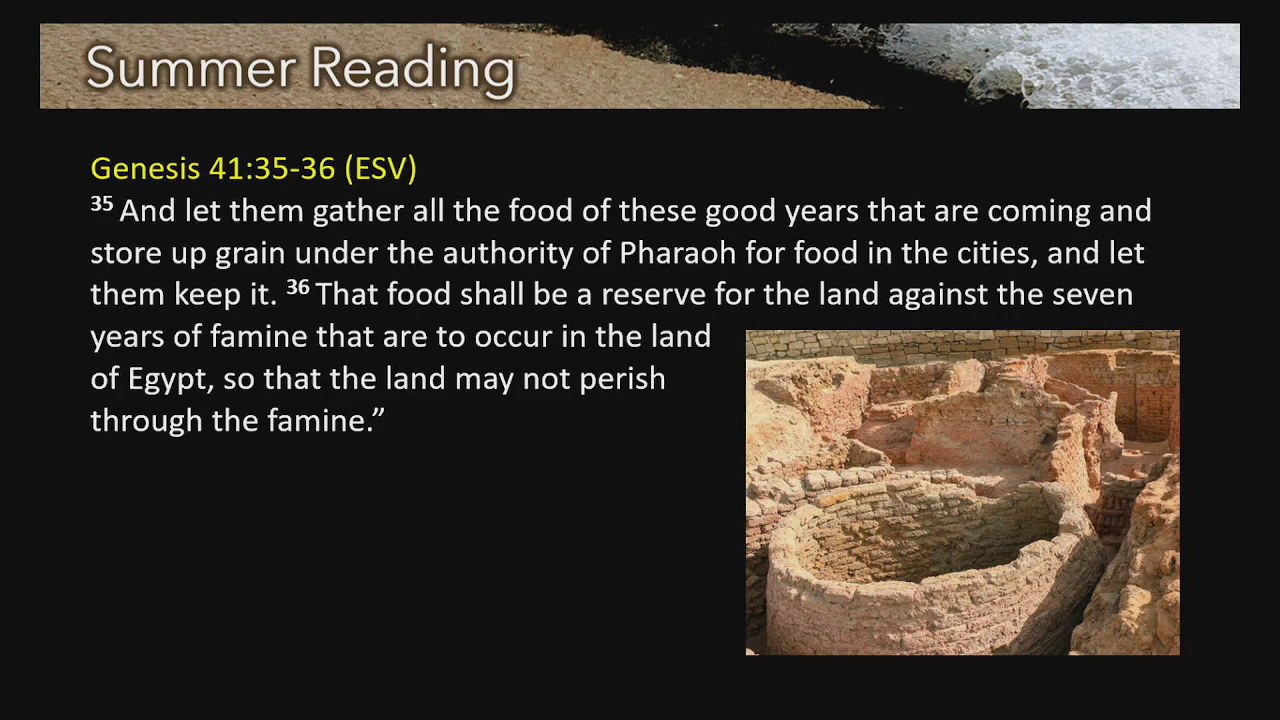 Summer Reading
Genesis 41:35-36 (ESV)
35 And let them gather all the food of these good years that are coming and
store up grain under the authority of Pharaoh for food in the cities, and let
them keep it. 36 That food shall be a reserve for the land against the seven
years of famine that are to occur in the land
of Egypt, so that the land may not perish
through the famine.”